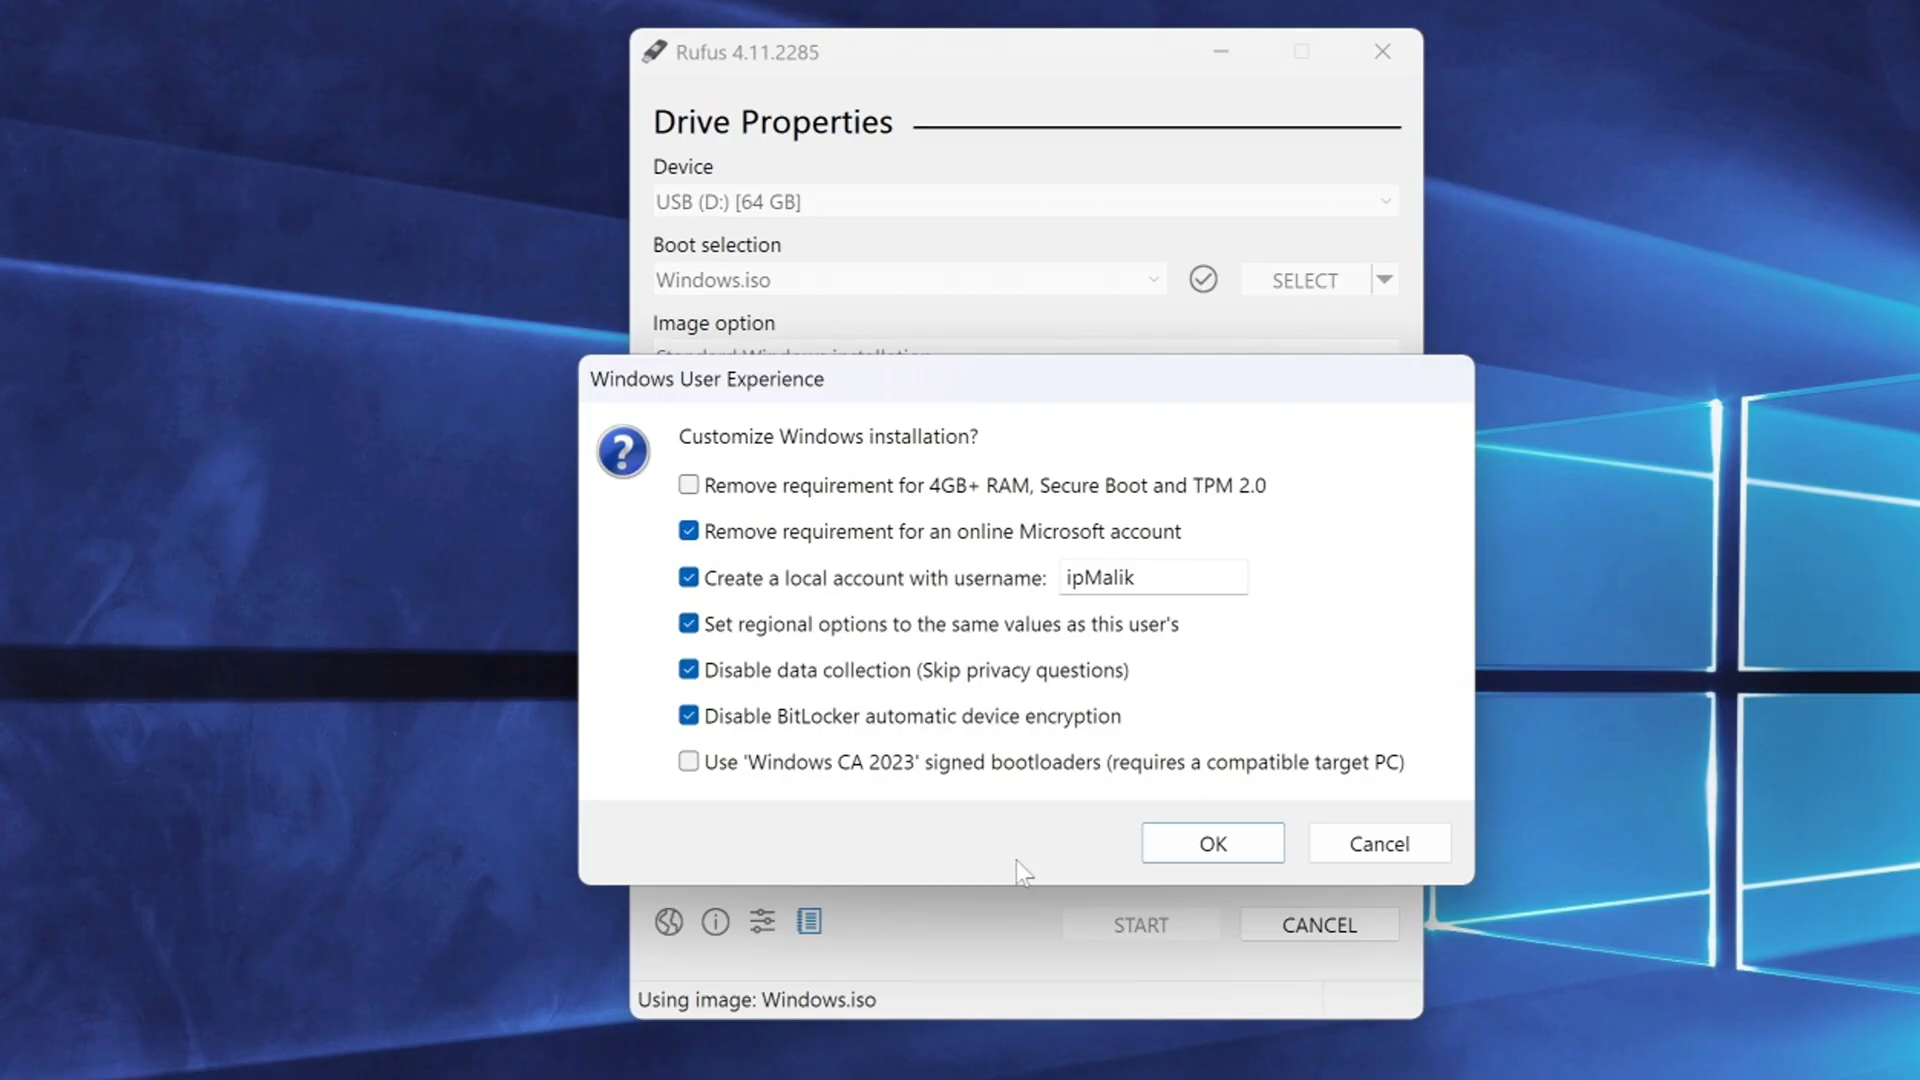 Rufus 4.11.2285
Drive Properties
Device
USB (D:) [64 GB]
Boot selection
Windows.iso
SELECT
Image option
Standard Windows installation
Windows User Experience
?
Customize Windows installation?
Remove requirement for 4GB+ RAM, Secure Boot and TPM 2.0
Remove requirement for an online Microsoft account
Create a local account with username: ipMalik
Set regional options to the same values as this user's
Disable data collection (Skip privacy questions)
Disable BitLocker automatic device encryption
Use 'Windows CA 2023' signed bootloaders (requires a compatible target PC)
OK
Cancel
START
CANCEL
Using image: Windows.iso